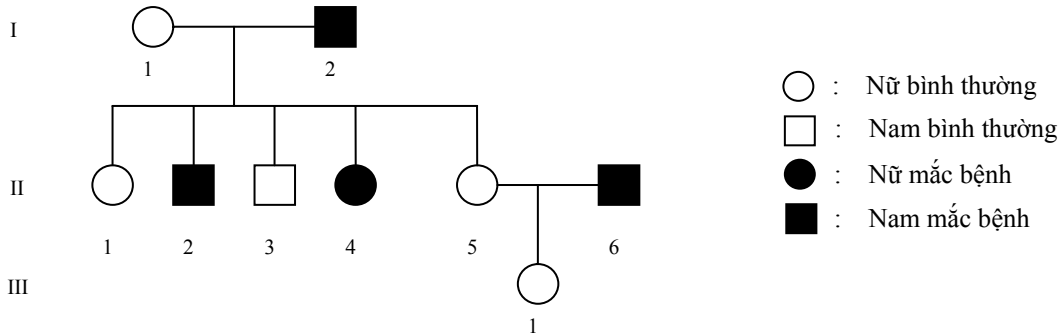 I
1 2
: Nữ bình thường
: Nam bình thường
II
: Nữ mắc bệnh
: Nam mắc bệnh
1 2 3 4 5 6
III
1